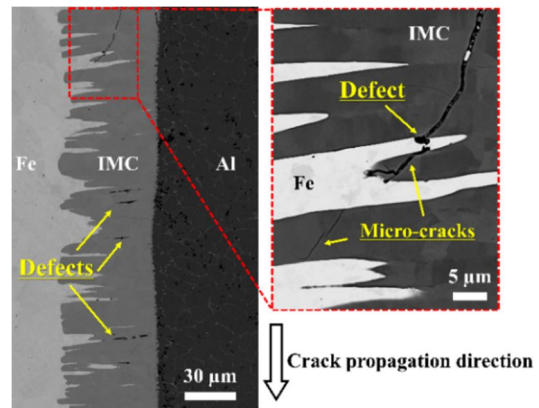 Fe
IMC
Al
Defects
30 μm
IMC
Defect
Fe
Micro-cracks
5 μm
Crack propagation direction